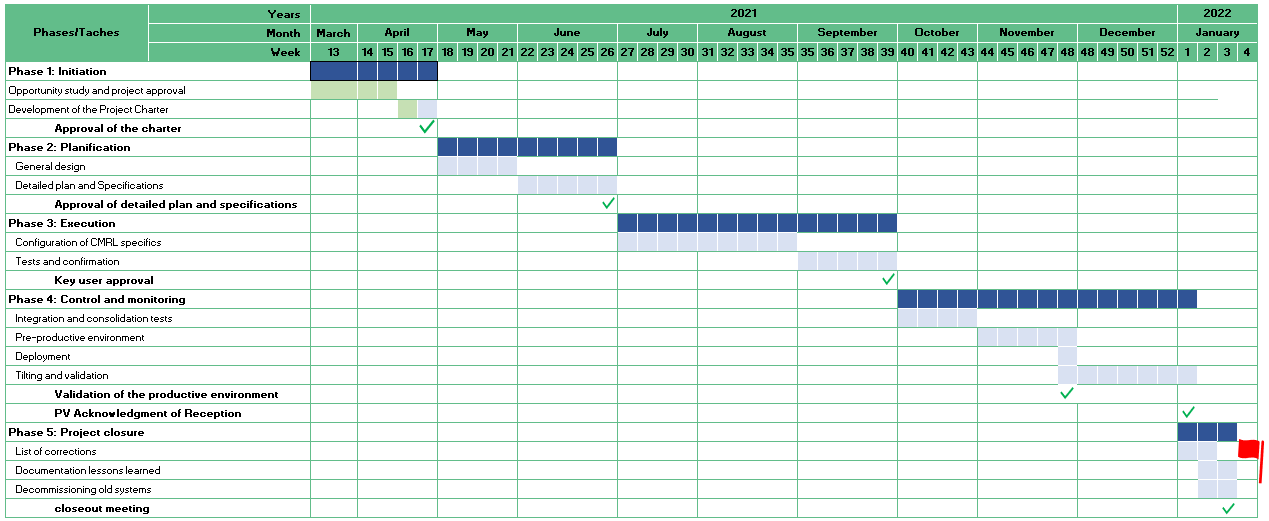 Years 2021 2022
Phases/Taches Month March April May June July August September October November December January
Week 13 14 15 16 17 18 19 20 21 22 23 24 25 26 27 28 29 30 31 32 33 34 35 35 36 37 38 39 40 41 42 43 44 45 46 47 48 48 49 50 51 52 1 2 3 4
Phase 1: Initiation
Opportunity study and project approval
Development of the Project Charter
Approval of the charter
Phase 2: Planification
General design
Detailed plan and Specifications
Approval of detailed plan and specifications
Phase 3: Execution
Configuration of CMRL specifics
Tests and confirmation
Key user approval
Phase 4: Control and monitoring
Integration and consolidation tests
Pre-productive environment
Deployment
Tilting and validation
Validation of the productive environment
PV Acknowledgment of Reception
Phase 5: Project closure
List of corrections
Documentation lessons learned
Decommissioning old systems
closeout meeting